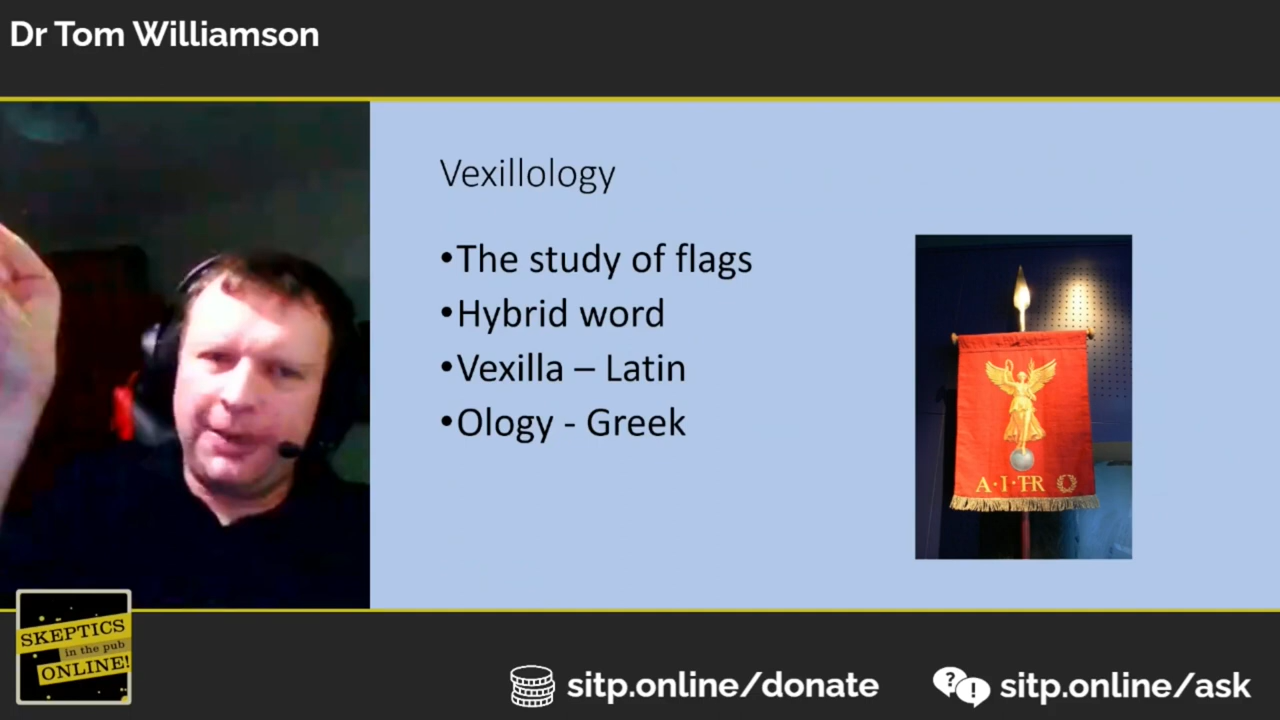 Dr Tom Williamson
Vexillology
•The study of flags
•Hybrid word
•Vexilla – Latin
•Ology - Greek
A·I·TR
SKEPTICS
in the pub
ONLINE!
sitp.online/donate
? !
sitp.online/ask